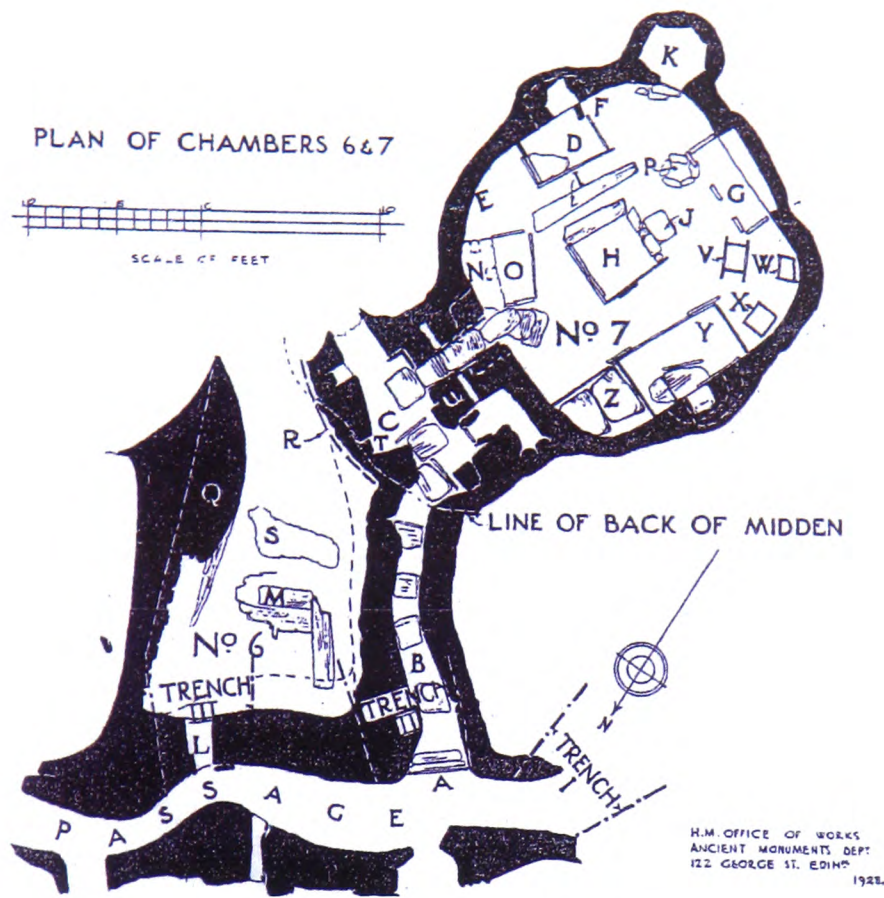 PLAN OF CHAMBERS 6 & 7
SCALE OF FEET
K
F
D
E
P
G
J
H
N
O
V
W
X
Nº 7
Y
Z
C
T
R
Q
S
LINE OF BACK OF MIDDEN
M
Nº 6
B
TRENCH
III
TRENCH
II
L
N
TRENCH
I
A
PASSAGE
H.M. OFFICE OF WORKS
ANCIENT MONUMENTS DEPT
122 GEORGE ST. EDINR
1928.